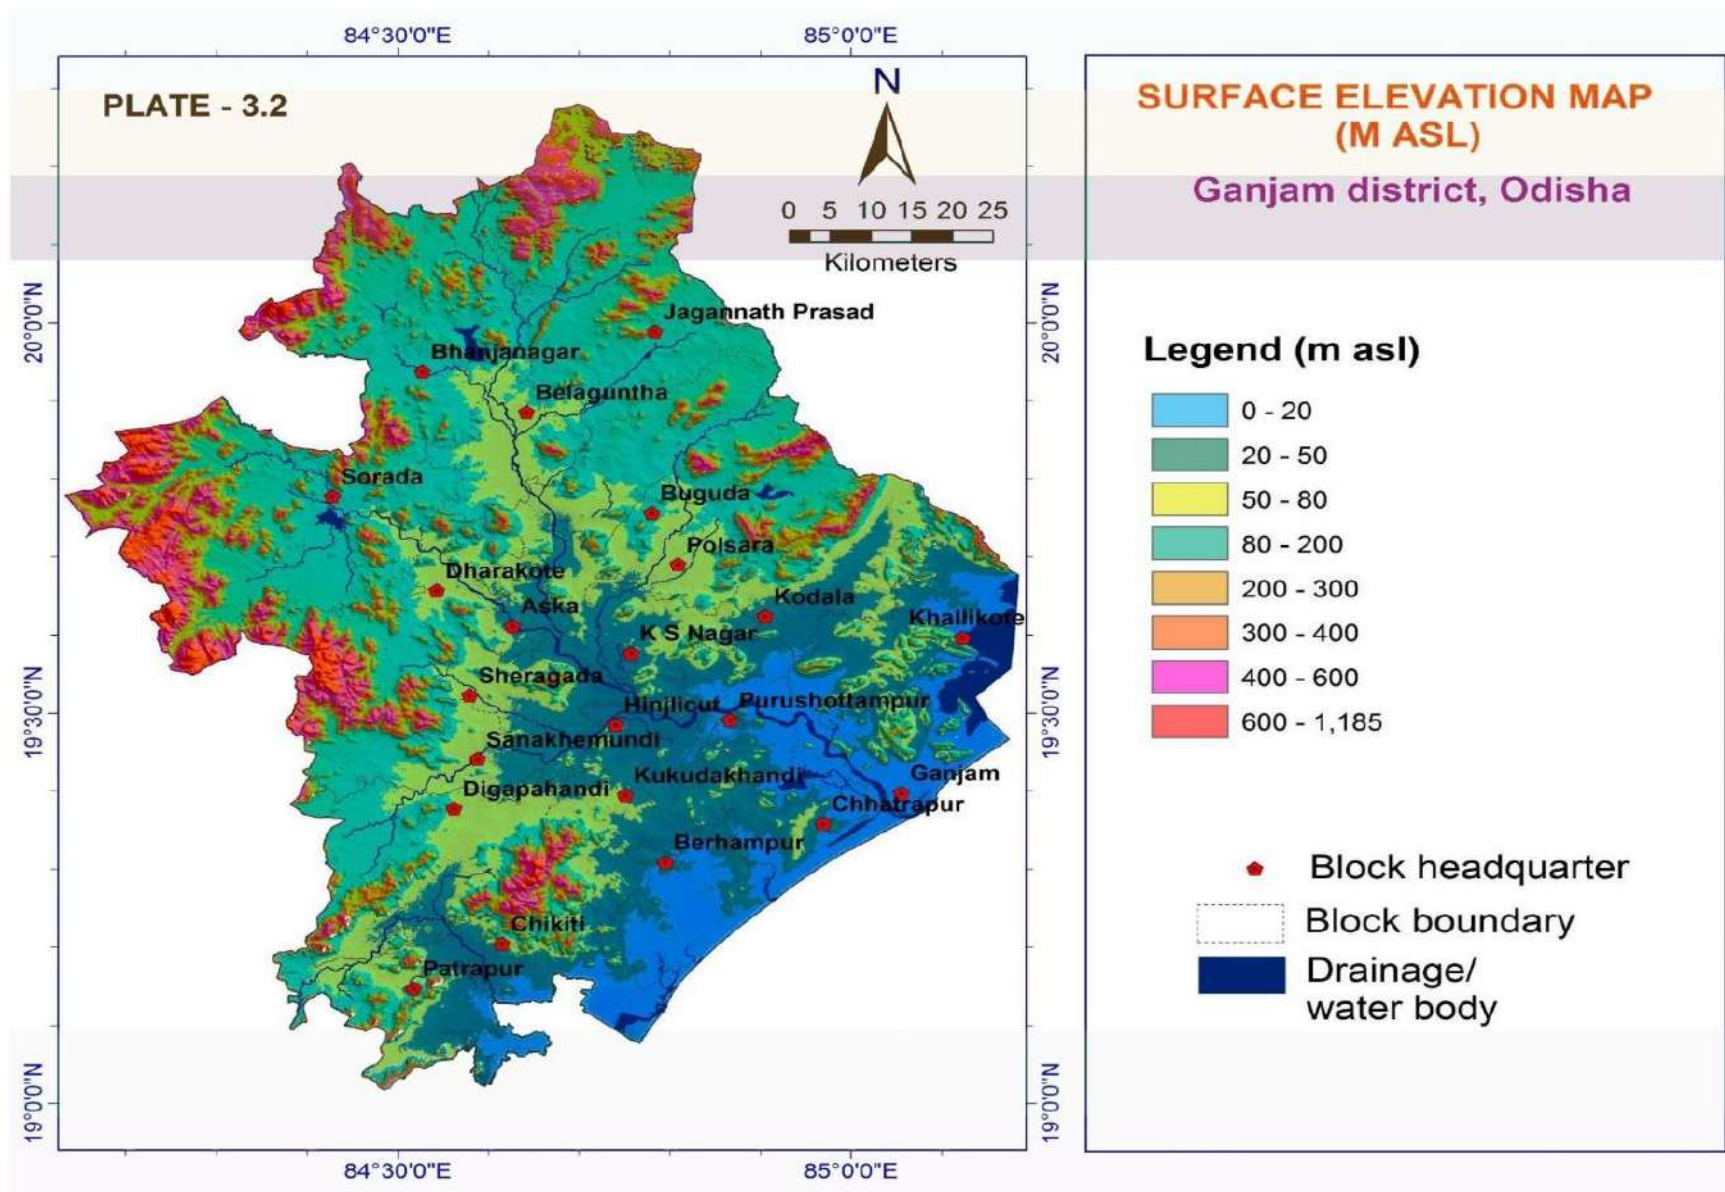 84°30'0"E 85°0'0"E
PLATE - 3.2
N
0 5 10 15 20 25
Kilometers
SURFACE ELEVATION MAP
(M ASL)
Ganjam district, Odisha
20°0'0"N
20°0'0"N
Jagannath Prasad
Bhanjanagar
Belaguntha
Sorada
Buguda
Polsara
Dharakote
Aska
Kodala
K S Nagar
Khallikote
Sheragada
Hinjlicut
Purushottampur
19°30'0"N
19°30'0"N
Sanakhemundi
Kukudakhandi
Ganjam
Digapahandi
Chhatrapur
Berhampur
Chikiti
Patrapur
19°0'0"N
19°0'0"N
84°30'0"E 85°0'0"E
Legend (m asl)
0 - 20
20 - 50
50 - 80
80 - 200
200 - 300
300 - 400
400 - 600
600 - 1,185
Block headquarter
Block boundary
Drainage/
water body